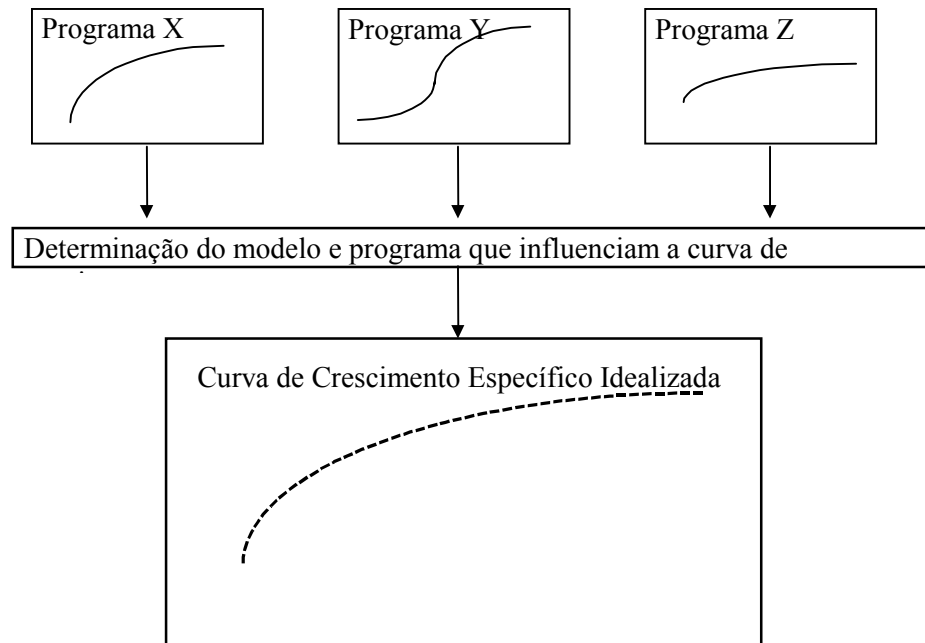 Programa X
Programa Y
Programa Z
Determinação do modelo e programa que influenciam a curva de
Curva de Crescimento Específico Idealizada